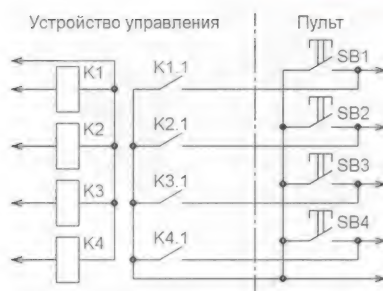 Устройство управления Пульт
K1 K1.1 SB1
K2 K2.1 SB2
K3 K3.1 SB3
K4 K4.1 SB4